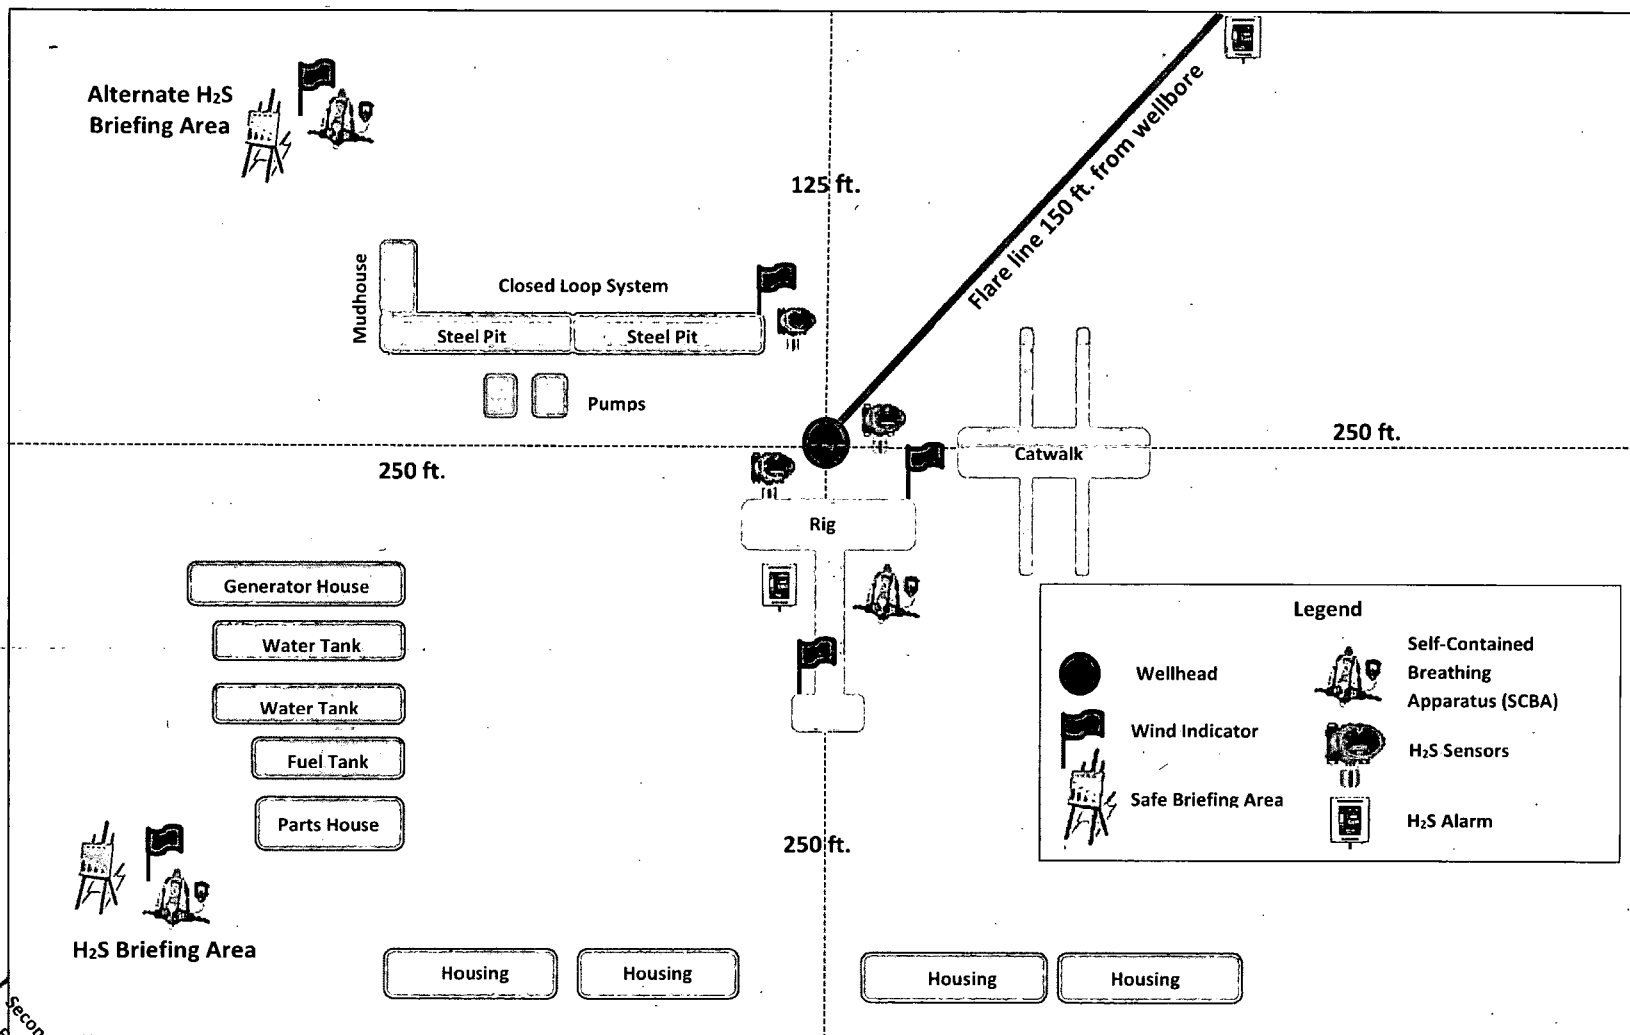 Alternate H2S
Briefing Area
125 ft.
Flare line 150 ft. from wellbore
Mudhouse
Closed Loop System
Steel Pit
Steel Pit
Pumps
250 ft.
250 ft.
Catwalk
Rig
Generator House
Water Tank
Water Tank
Fuel Tank
Parts House
250 ft.
H2S Briefing Area
Housing
Housing
Housing
Housing
Legend
Wellhead
Wind Indicator
Safe Briefing Area
Self-Contained
Breathing
Apparatus (SCBA)
H2S Sensors
H2S Alarm